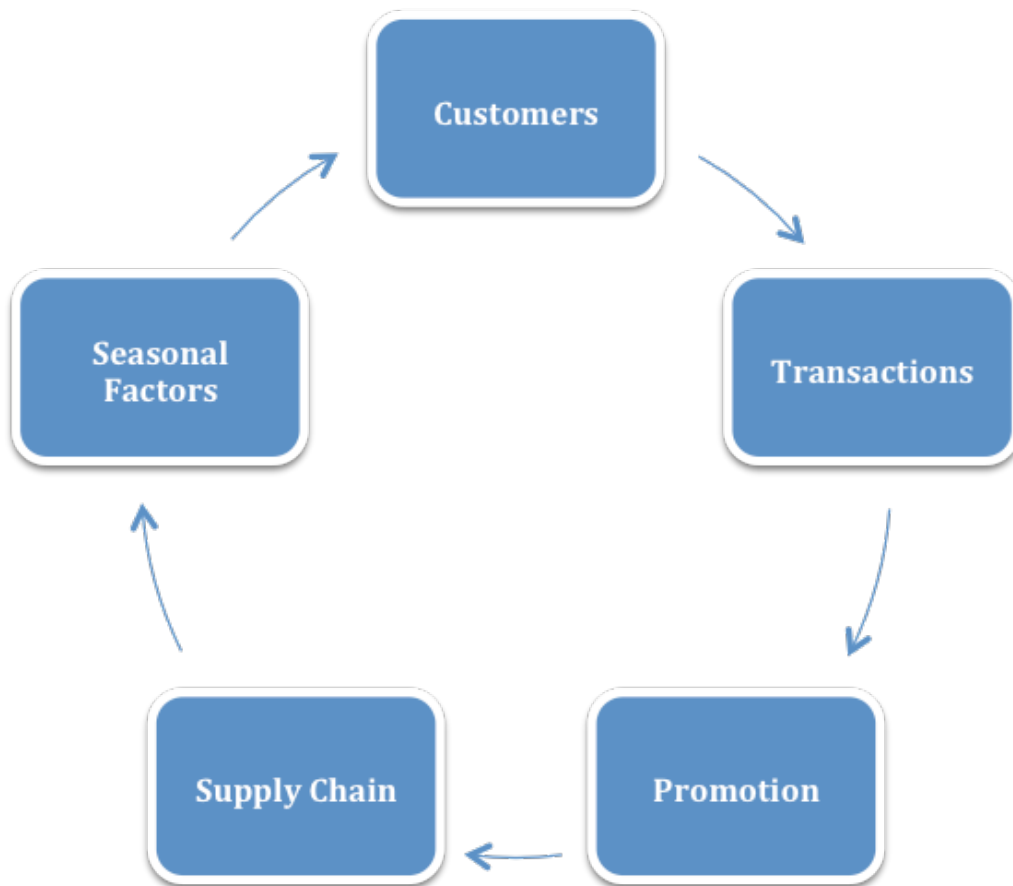 Customers
Transactions
Promotion
Supply Chain
Seasonal
Factors